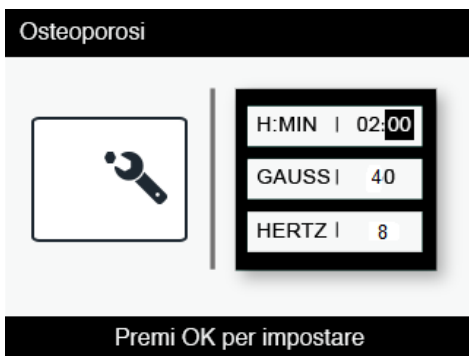 Osteoporosi
H:MIN | 02:00
GAUSS | 40
HERTZ | 8
Premi OK per impostare